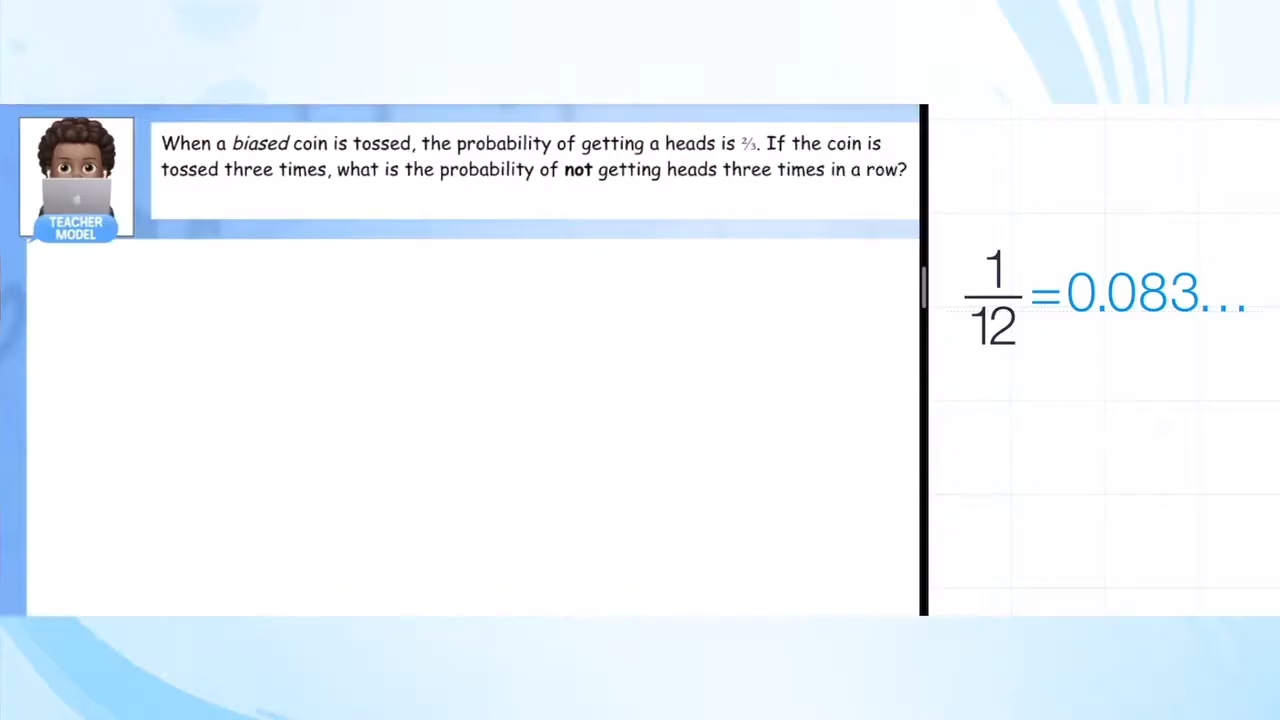 When a biased coin is tossed, the probability of getting a heads is ⅔. If the coin is
tossed three times, what is the probability of not getting heads three times in a row?
TEACHER
MODEL
1
12
=0.083...